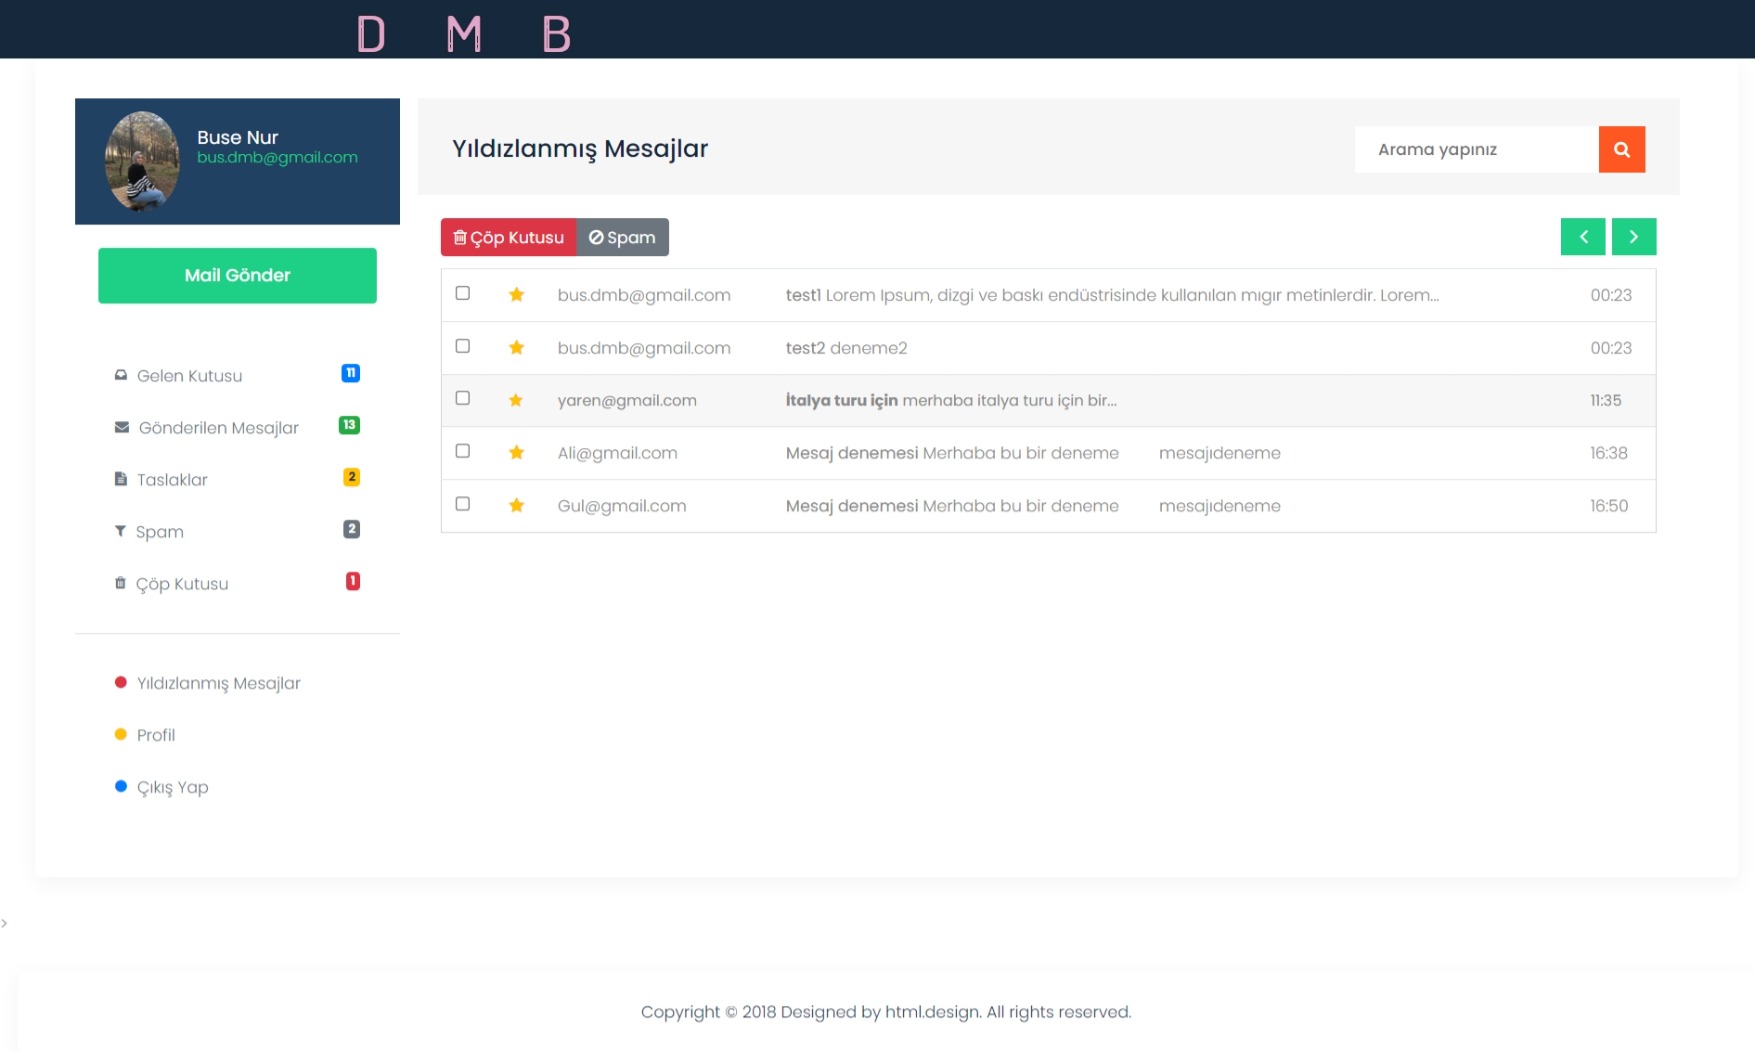 D M B
Buse Nur
bus.dmb@gmail.com
Mail Gönder
Gelen Kutusu 11
Gönderilen Mesajlar 13
Taslaklar 2
Spam 2
Çöp Kutusu 1
Yıldızlanmış Mesajlar
Profil
Çıkış Yap
Yıldızlanmış Mesajlar
Arama yapınız
Çöp Kutusu Spam
bus.dmb@gmail.com test1 Lorem Ipsum, dizgi ve baskı endüstrisinde kullanılan mıgır metinlerdir. Lorem... 00:23
bus.dmb@gmail.com test2 deneme2 00:23
yaren@gmail.com İtalya turu için merhaba italya turu için bir... 11:35
Ali@gmail.com Mesaj denemesi Merhaba bu bir deneme mesajıdeneme 16:38
Gul@gmail.com Mesaj denemesi Merhaba bu bir deneme mesajıdeneme 16:50
>
Copyright © 2018 Designed by html.design. All rights reserved.